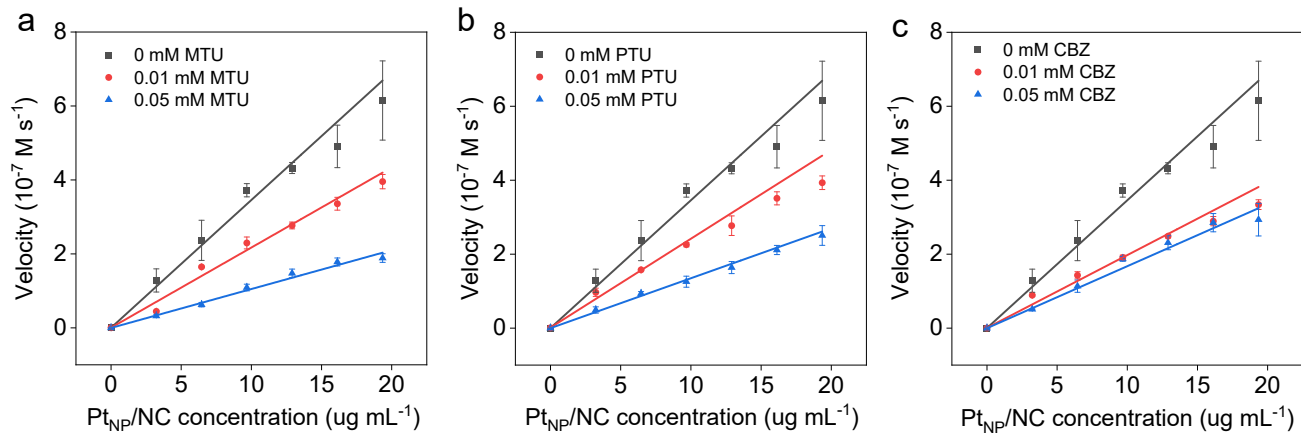 a
0 mM MTU
0.01 mM MTU
0.05 mM MTU
Velocity (10⁻⁷ M s⁻¹)
8
6
4
2
0
0 5 10 15 20
Pt_NP/NC concentration (ug mL⁻¹)
b
0 mM PTU
0.01 mM PTU
0.05 mM PTU
Velocity (10⁻⁷ M s⁻¹)
8
6
4
2
0
0 5 10 15 20
Pt_NP/NC concentration (ug mL⁻¹)
c
0 mM CBZ
0.01 mM CBZ
0.05 mM CBZ
Velocity (10⁻⁷ M s⁻¹)
8
6
4
2
0
0 5 10 15 20
Pt_NP/NC concentration (ug mL⁻¹)